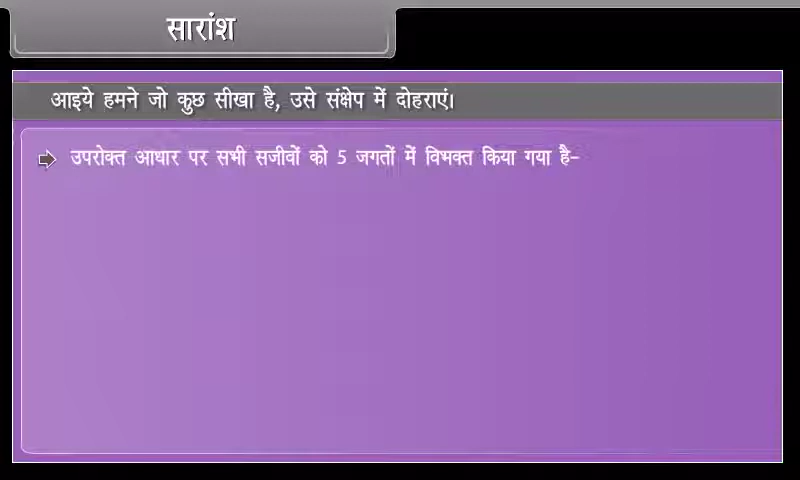 सारांश
आइये हमने जो कुछ सीखा है, उसे संक्षेप में दोहराएं।
उपरोक्त आधार पर सभी सजीवों को 5 जगतों में विभक्त किया गया है-